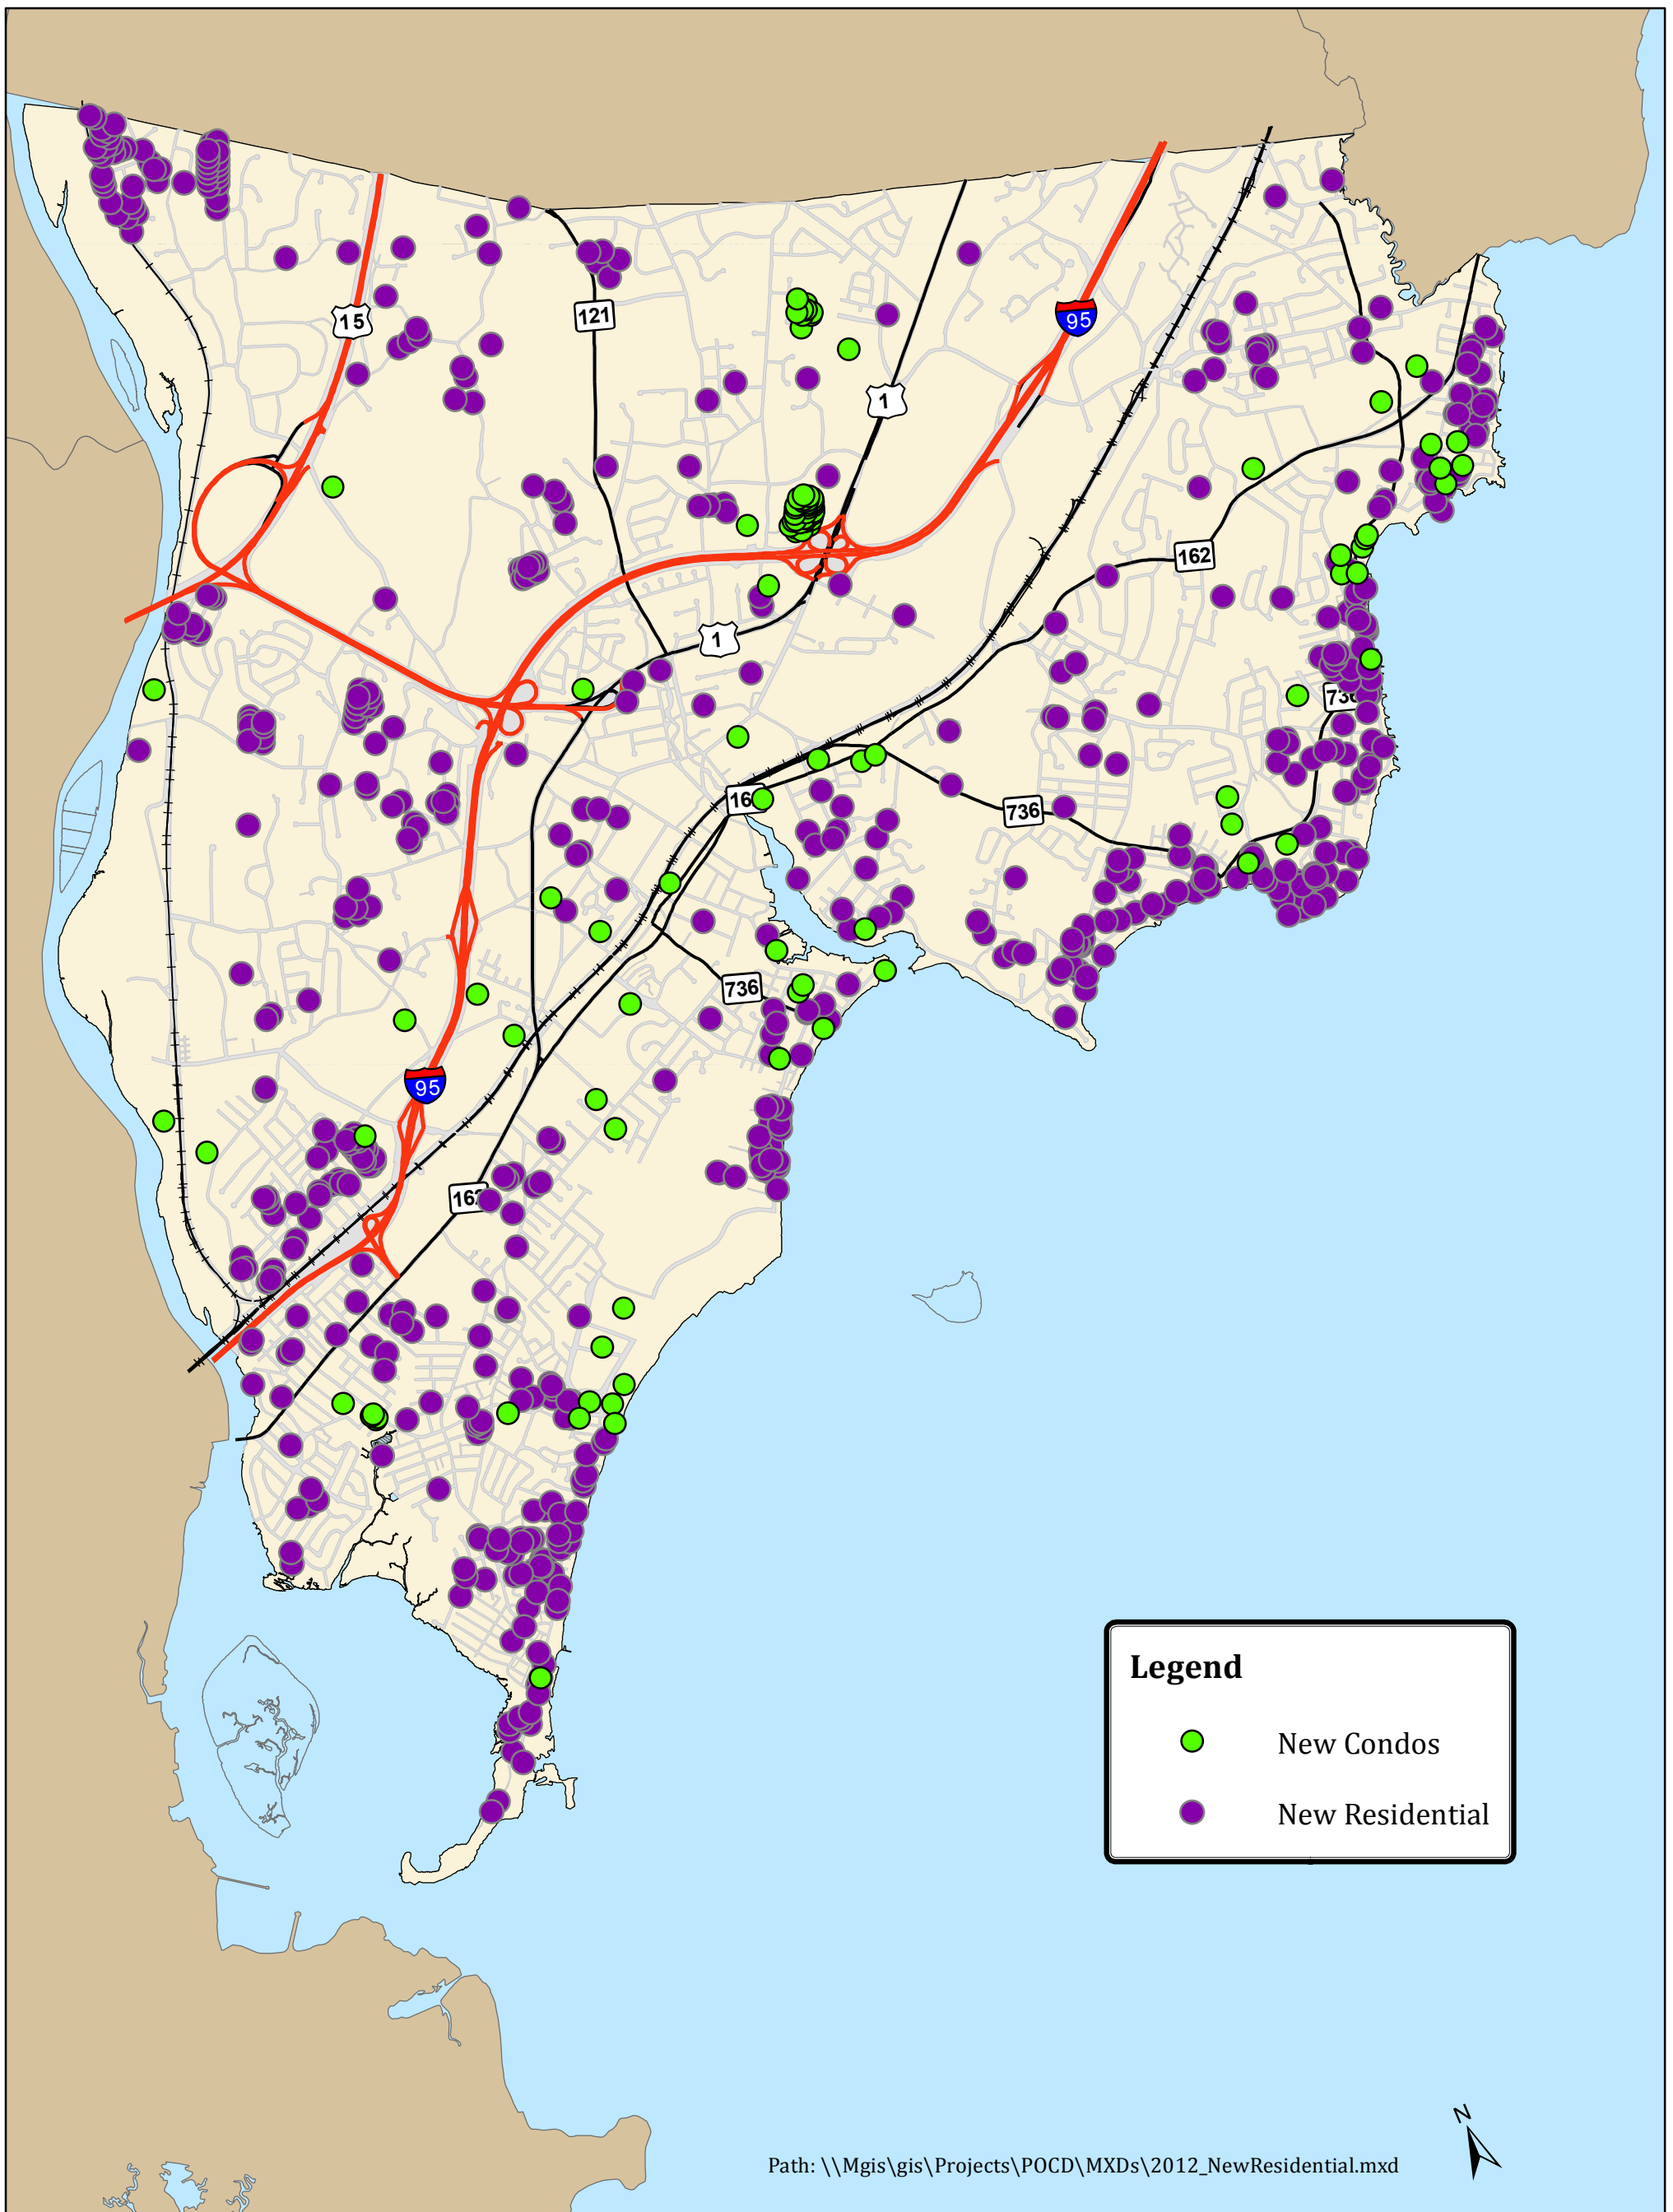 15
121
95
1
162
1
736
16
736
736
95
162
Legend
New Condos
New Residential
N
Path: \\Mgis\gis\Projects\POCD\MXDs\2012_NewResidential.mxd